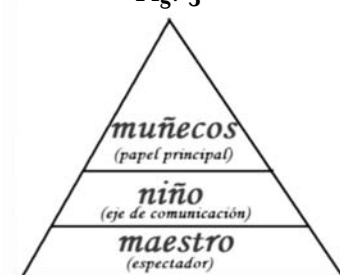 muñecos
(papel principal)
niño
(eje de comunicación)
maestro
(espectador)